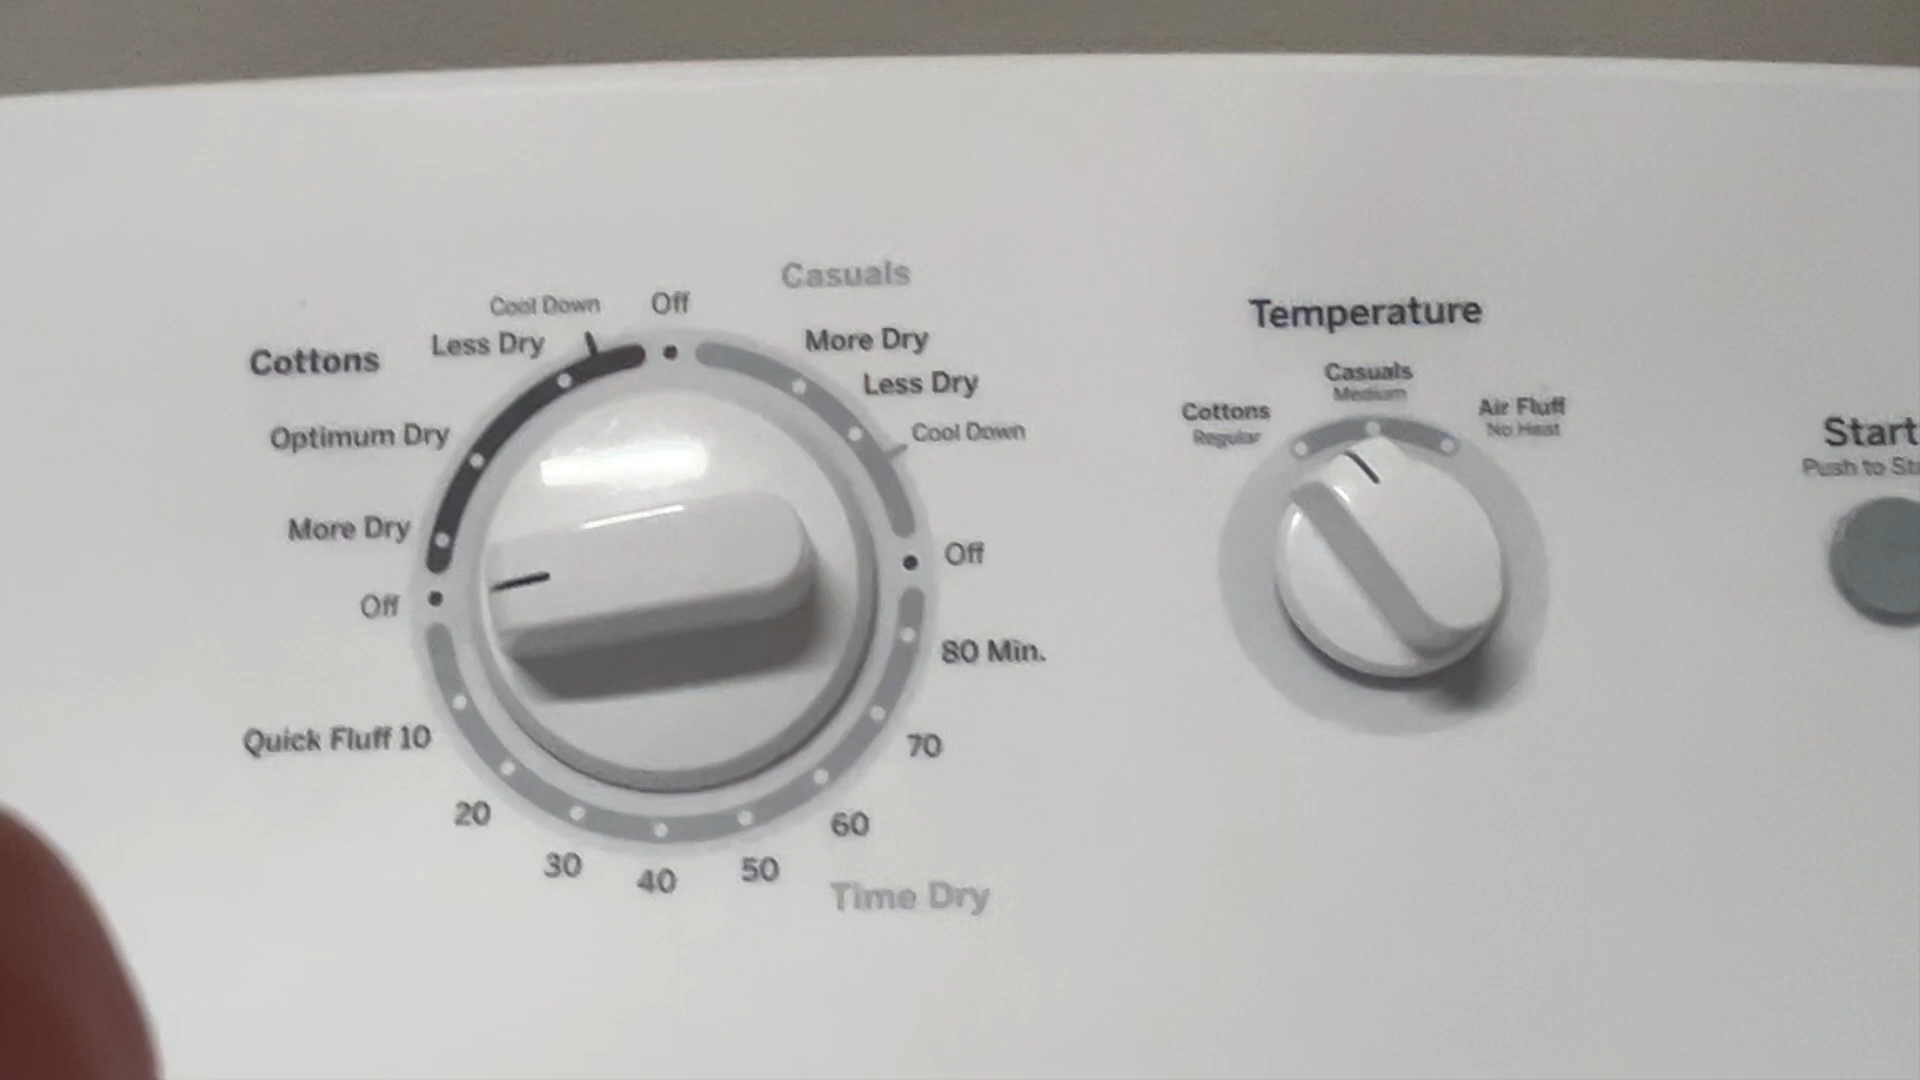 Casuals
Cool Down
Off
Less Dry
More Dry
Cottons
Less Dry
Optimum Dry
Cool Down
More Dry
Off
Off
80 Min.
Quick Fluff 10
70
20
60
30
40
50
Time Dry
Temperature
Casuals
Medium
Cottons
Regular
Air Fluff
No Heat
Start
Push to